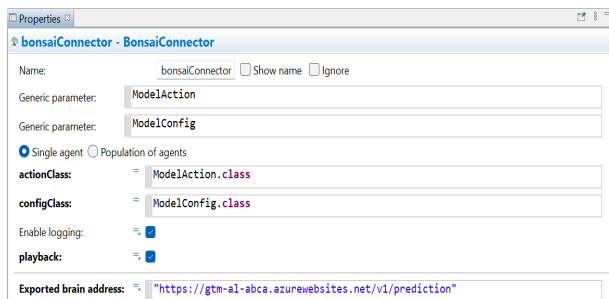 Properties
bonsaiConnector - BonsaiConnector
Name: bonsaiConnector Show name Ignore
Generic parameter: ModelAction
Generic parameter: ModelConfig
Single agent Population of agents
actionClass: = ModelAction.class
configClass: = ModelConfig.class
Enable logging: =
playback: =
Exported brain address: = "https://gtm-al-abca.azurewebsites.net/v1/prediction"